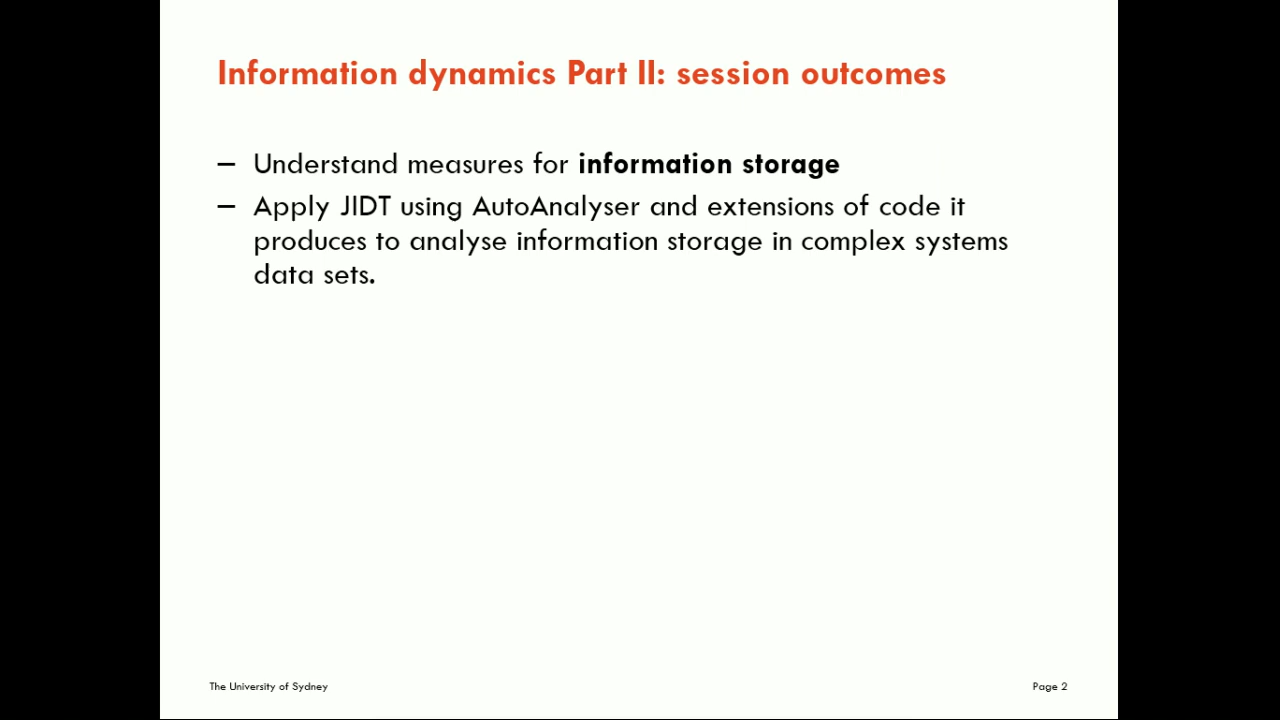 Information dynamics Part II: session outcomes
– Understand measures for information storage
– Apply JIDT using AutoAnalyser and extensions of code it
produces to analyse information storage in complex systems
data sets.
The University of Sydney
Page 2